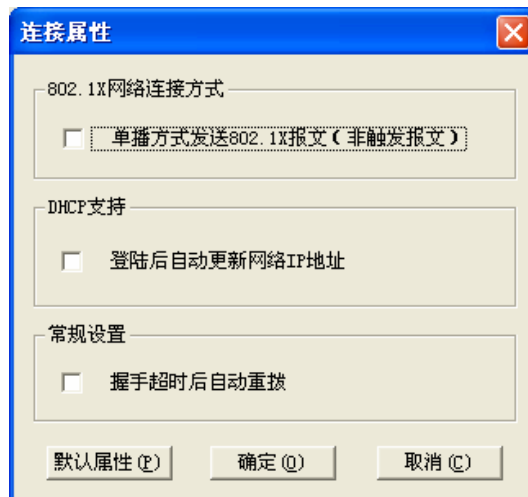 连接属性
802.1X网络连接方式
单播方式发送802.1X报文(非触发报文)
DHCP支持
登陆后自动更新网络IP地址
常规设置
握手超时后自动重拨
默认属性(P) 确定(O) 取消(C)